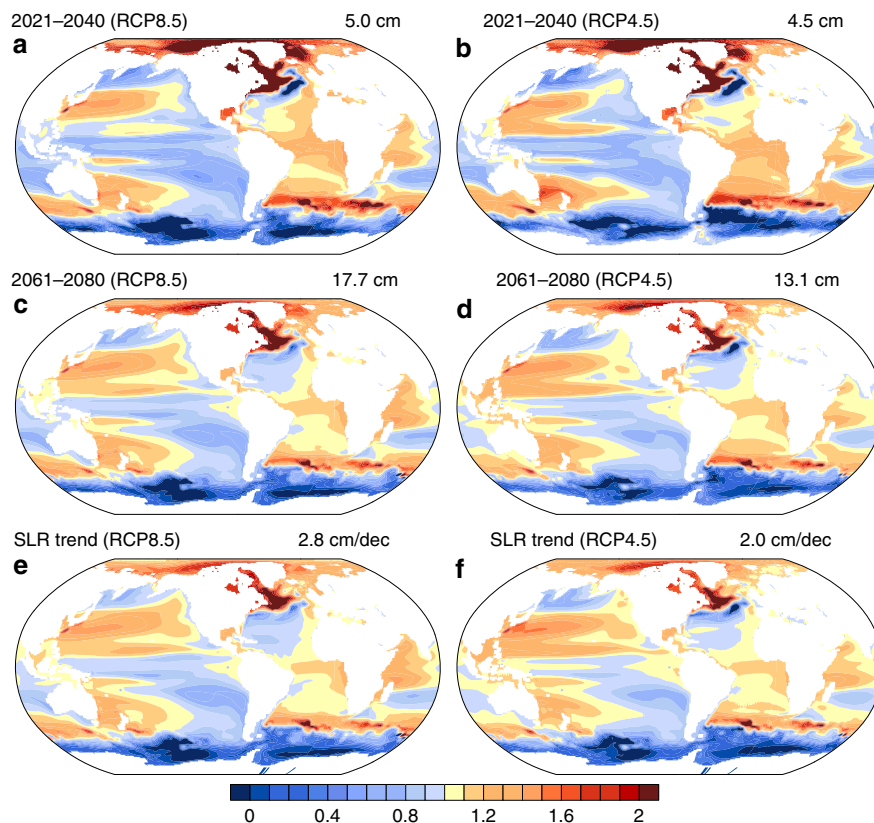 2021–2040 (RCP8.5) 5.0 cm
2021–2040 (RCP4.5) 4.5 cm
a
b
2061–2080 (RCP8.5) 17.7 cm
2061–2080 (RCP4.5) 13.1 cm
c
d
SLR trend (RCP8.5) 2.8 cm/dec
SLR trend (RCP4.5) 2.0 cm/dec
e
f
0 0.4 0.8 1.2 1.6 2